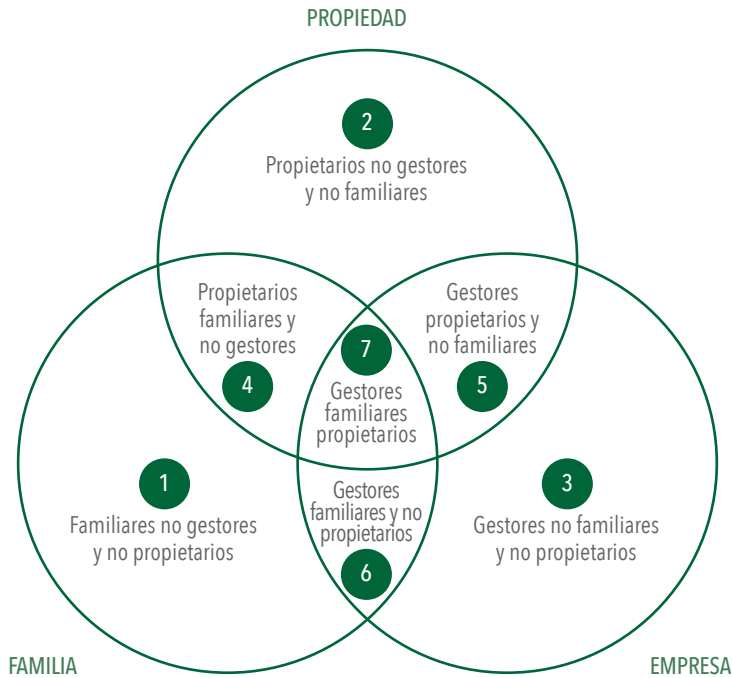 PROPIEDAD
2
Propietarios no gestores
y no familiares
Propietarios
familiares y
no gestores
4
Gestores
propietarios y
no familiares
5
7
Gestores
familiares
propietarios
1
Familiares no gestores
y no propietarios
Gestores
familiares y no
propietarios
6
3
Gestores no familiares
y no propietarios
FAMILIA
EMPRESA